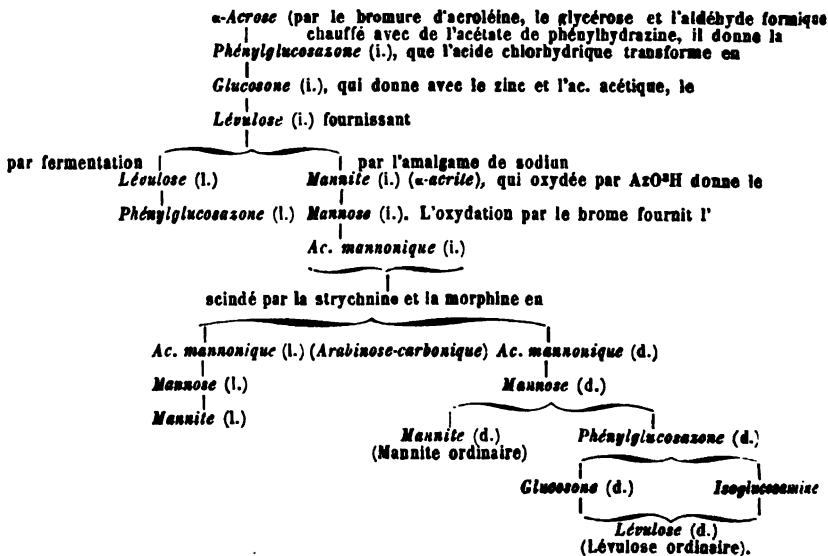 α-Acrose (par le bromure d'acroléine, le glycérose et l'aldéhyde formique
chauffé avec de l'acétate de phénylhydrazine, il donne la
Phénylglucosazone (i.), que l'acide chlorhydrique transforme en
Glucosone (i.), qui donne avec le zinc et l'ac. acétique, le
Lévulose (i.) fournissant
par fermentation par l'amalgame de sodiun
Lévulose (l.) Mannite (i.) (α-acrite), qui oxydée par AzO³H donne le
Phénylglucosazone (l.) Mannose (i.). L'oxydation par le brome fournit l'
Ac. mannonique (i.)
scindé par la strychnine et la morphine en
Ac. mannonique (l.) (Arabinose-carbonique) Ac. mannonique (d.)
Mannose (l.) Mannose (d.)
Mannite (l.)
Mannite (d.) Phénylglucosazone (d.)
(Mannite ordinaire)
Glucosone (d.) Isoglucosamine
Lévulose (d.)
(Lévulose ordinaire).